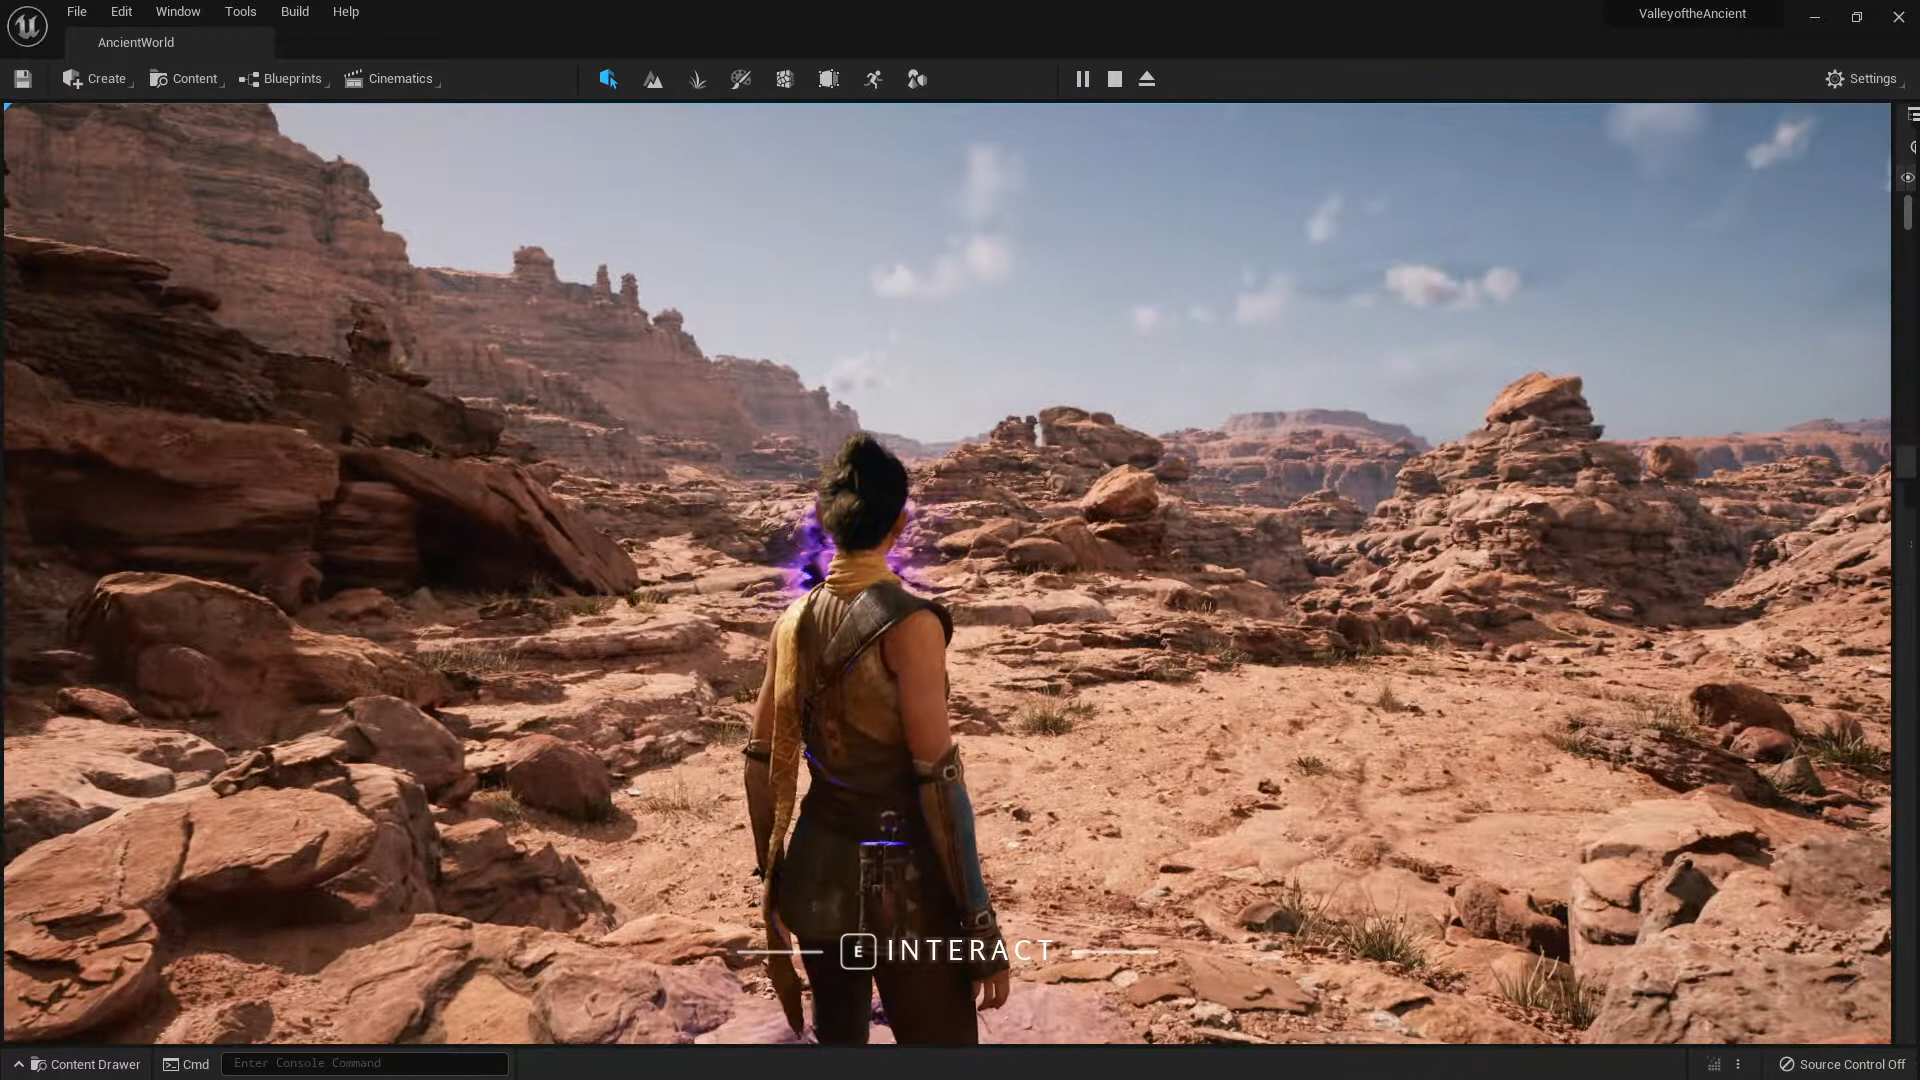 File Edit Window Tools Build Help
ValleyoftheAncient
AncientWorld
Create Content Blueprints Cinematics
Settings
E INTERACT
Content Drawer Cmd Enter Console Command
Source Control Off